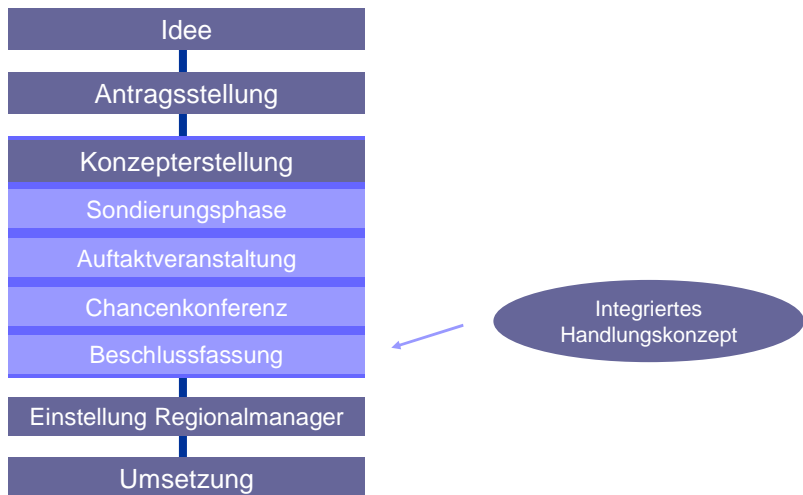 Idee
Antragsstellung
Konzepterstellung
Sondierungsphase
Auftaktveranstaltung
Chancenkonferenz
Beschlussfassung
Integriertes
Handlungskonzept
Einstellung Regionalmanager
Umsetzung